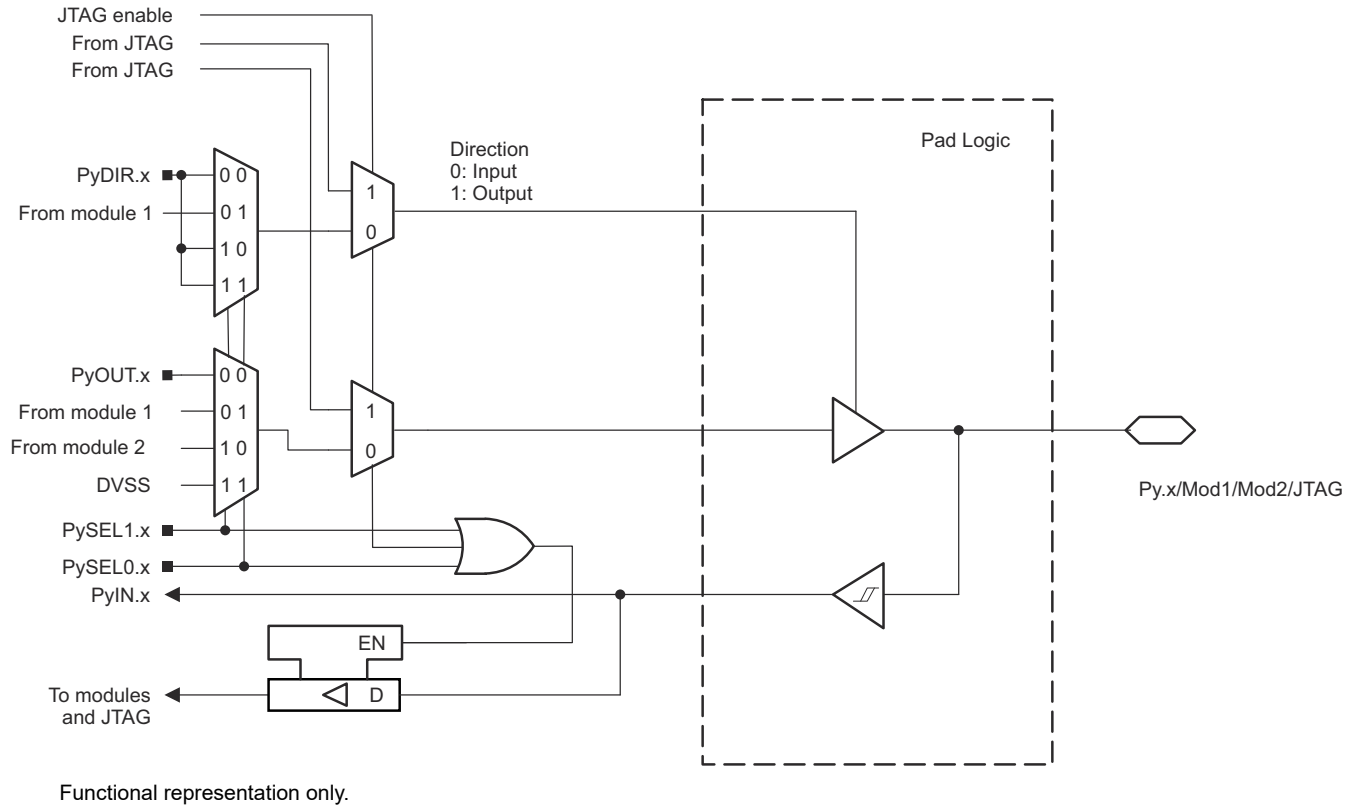 JTAG enable
From JTAG
From JTAG
Direction
0: Input
1: Output
Pad Logic
PyDIR.x
0 0
From module 1
0 1
1 0
1 1
1
0
PyOUT.x
0 0
From module 1
0 1
From module 2
1 0
DVSS
1 1
1
0
Py.x/Mod1/Mod2/JTAG
PySEL1.x
PySEL0.x
PyIN.x
EN
D
To modules
and JTAG
Functional representation only.